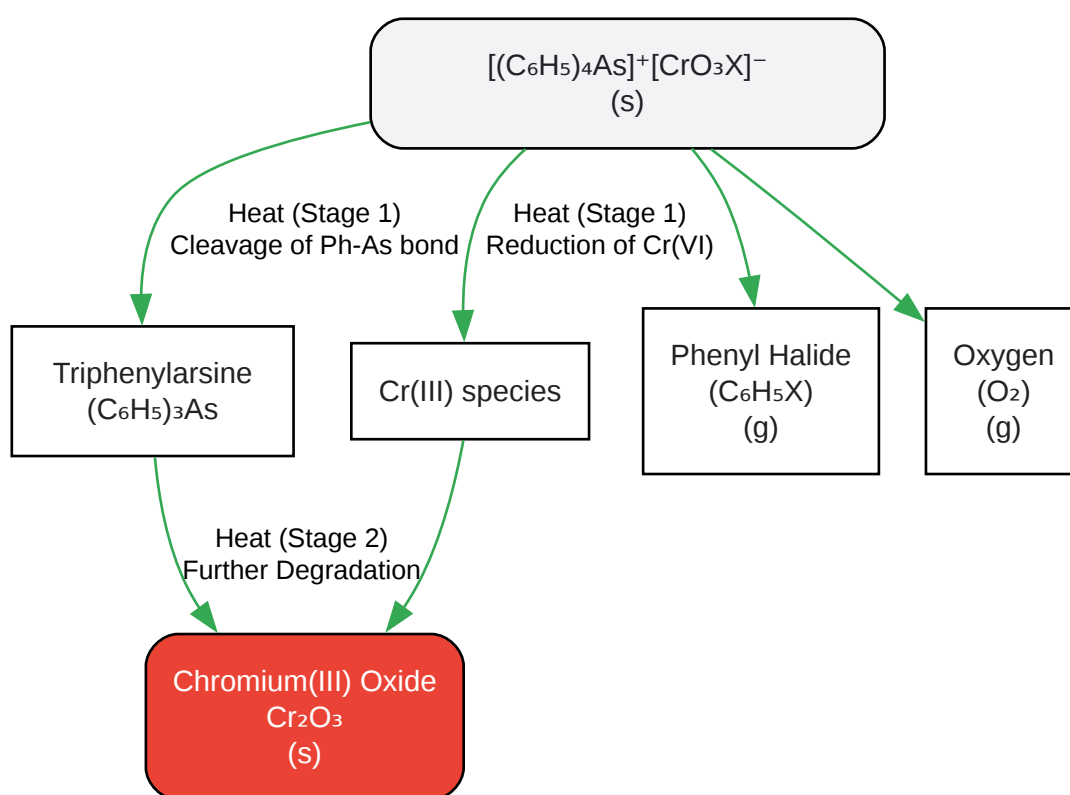 [(C₆H₅)₄As]⁺[CrO₃X]⁻
(s)
Heat (Stage 1)
Cleavage of Ph-As bond
Heat (Stage 1)
Reduction of Cr(VI)
Triphenylarsine
(C₆H₅)₃As
Cr(III) species
Phenyl Halide
(C₆H₅X)
(g)
Oxygen
(O₂)
(g)
Heat (Stage 2)
Further Degradation
Chromium(III) Oxide
Cr₂O₃
(s)